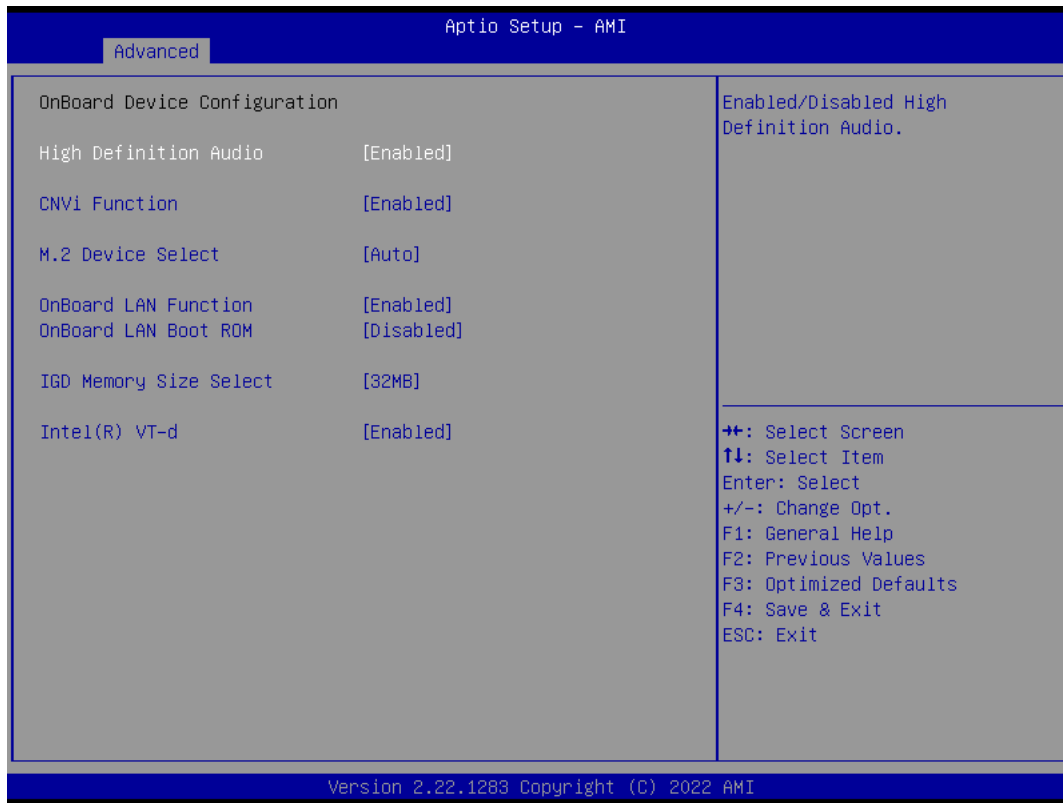 Aptio Setup - AMI
Advanced
OnBoard Device Configuration
High Definition Audio [Enabled]
CNVi Function [Enabled]
M.2 Device Select [Auto]
OnBoard LAN Function [Enabled]
OnBoard LAN Boot ROM [Disabled]
IGD Memory Size Select [32MB]
Intel(R) VT-d [Enabled]
Enabled/Disabled High
Definition Audio.
→←: Select Screen
↑↓: Select Item
Enter: Select
+/-: Change Opt.
F1: General Help
F2: Previous Values
F3: Optimized Defaults
F4: Save & Exit
ESC: Exit
Version 2.22.1283 Copyright (C) 2022 AMI